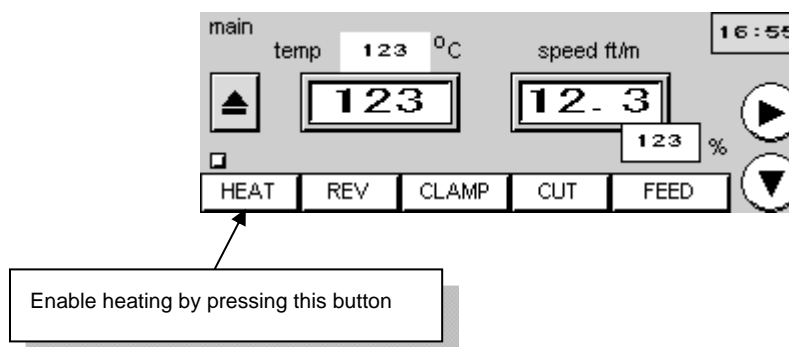 main
temp 123 °C speed ft/m 16:55
123 12.3
123 %
HEAT REV CLAMP CUT FEED
Enable heating by pressing this button